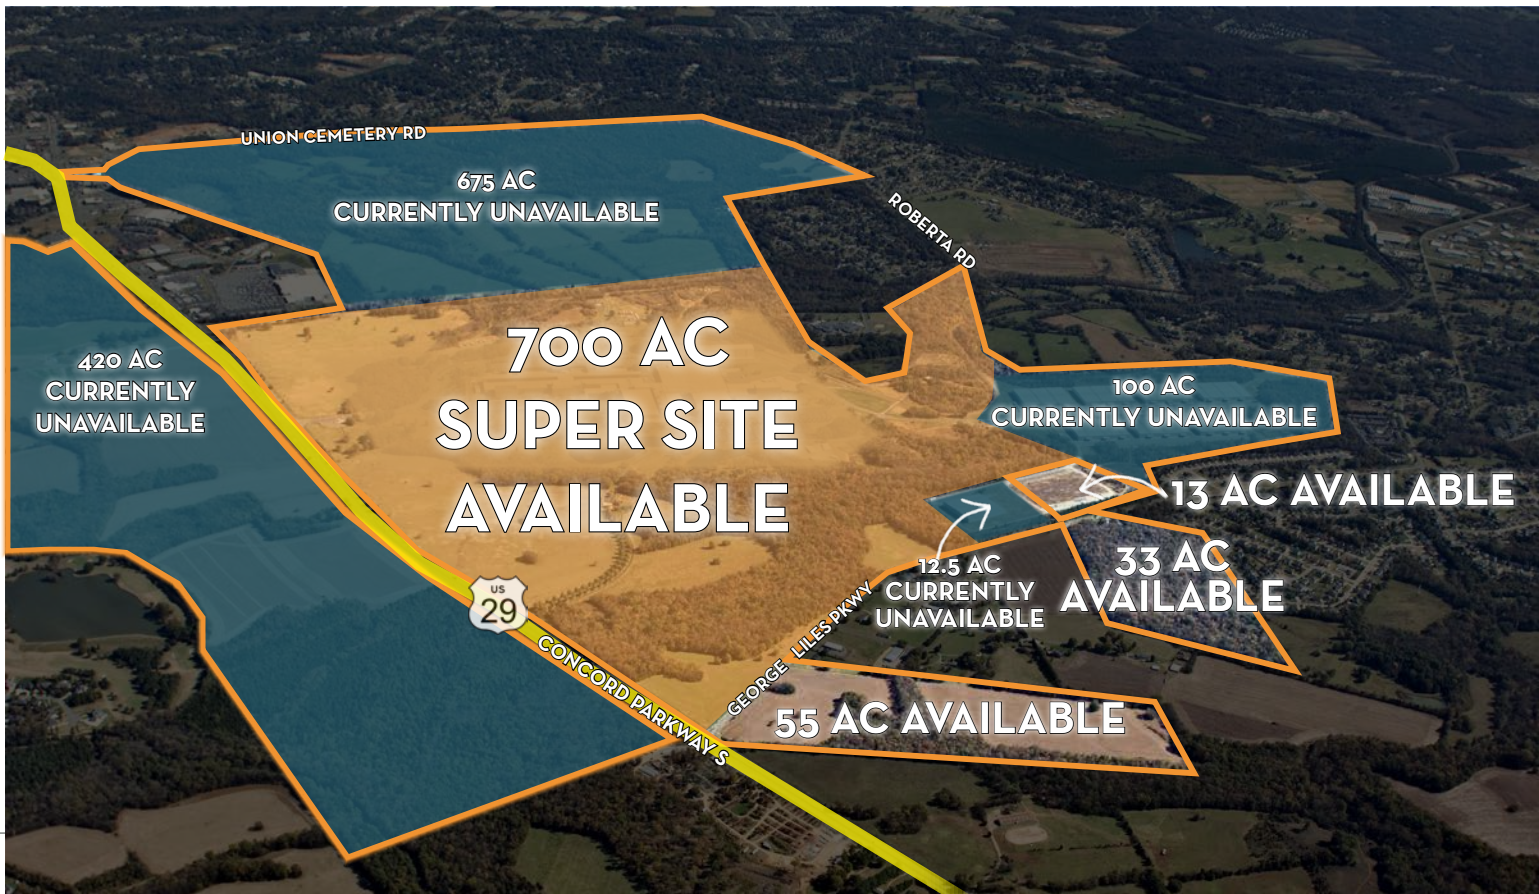 UNION CEMETERY RD
675 AC
CURRENTLY UNAVAILABLE
ROBERTA RD
700 AC
SUPER SITE
AVAILABLE
420 AC
CURRENTLY
UNAVAILABLE
100 AC
CURRENTLY UNAVAILABLE
13 AC AVAILABLE
33 AC
AVAILABLE
12.5 AC
CURRENTLY
UNAVAILABLE
US
29
CONCORD PARKWAY S
GEORGE LILES PKWY
55 AC AVAILABLE